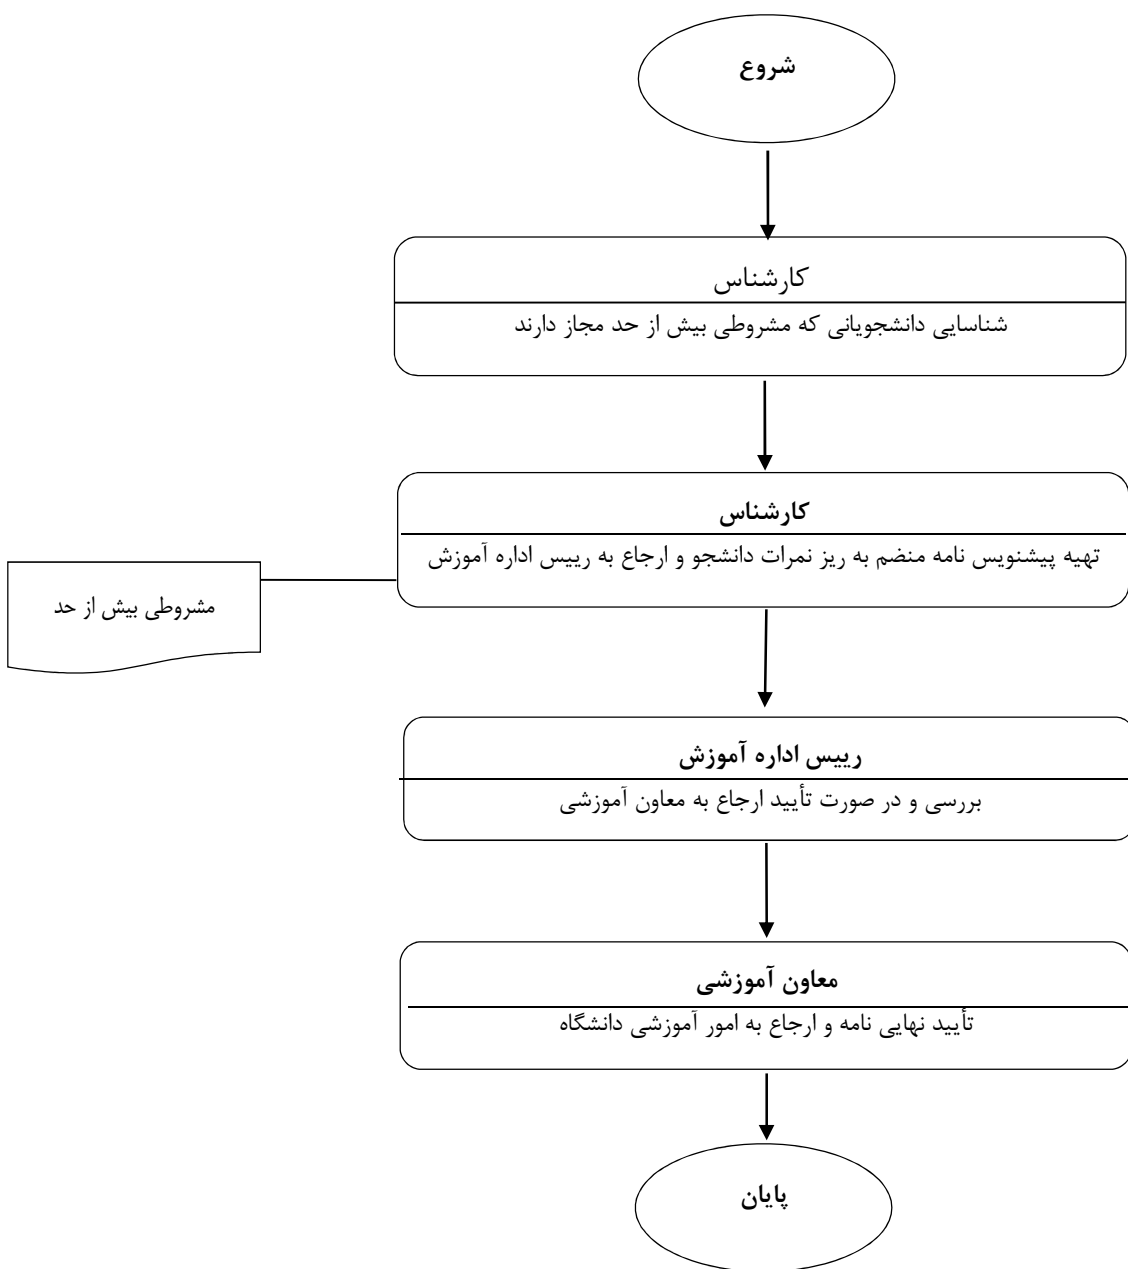 شروع
کارشناس
شناسایی دانشجویانی که مشروطی بیش از حد مجاز دارند
کارشناس
تهیه پیشنویس نامه منضم به ریز نمرات دانشجو و ارجاع به رییس اداره آموزش
مشروطی بیش از حد
رییس اداره آموزش
بررسی و در صورت تأیید ارجاع به معاون آموزشی
معاون آموزشی
تأیید نهایی نامه و ارجاع به امور آموزشی دانشگاه
پایان